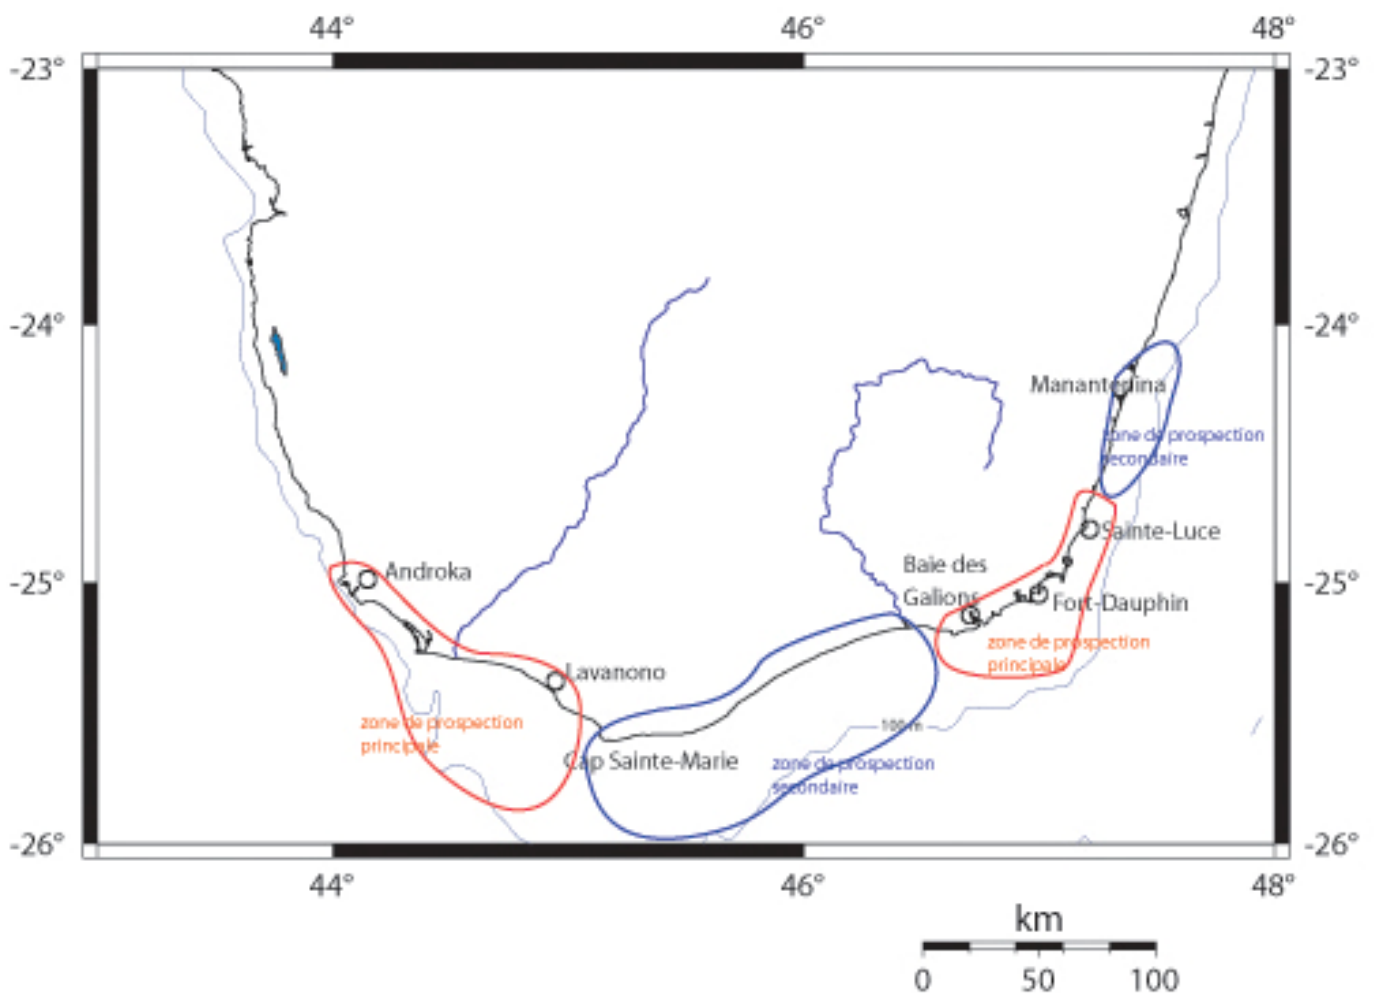 44°
46°
48°
-23°
-23°
-24°
-24°
Manantenina
zone de prospection
secondaire
Sainte-Luce
Baie des
Galions
-25°
Androka
-25°
Fort-Dauphin
zone de prospection
principale
Lavanono
zone de prospection
principale
100 m
Cap Sainte-Marie
zone de prospection
secondaire
-26°
-26°
44°
46°
48°
km
0 50 100